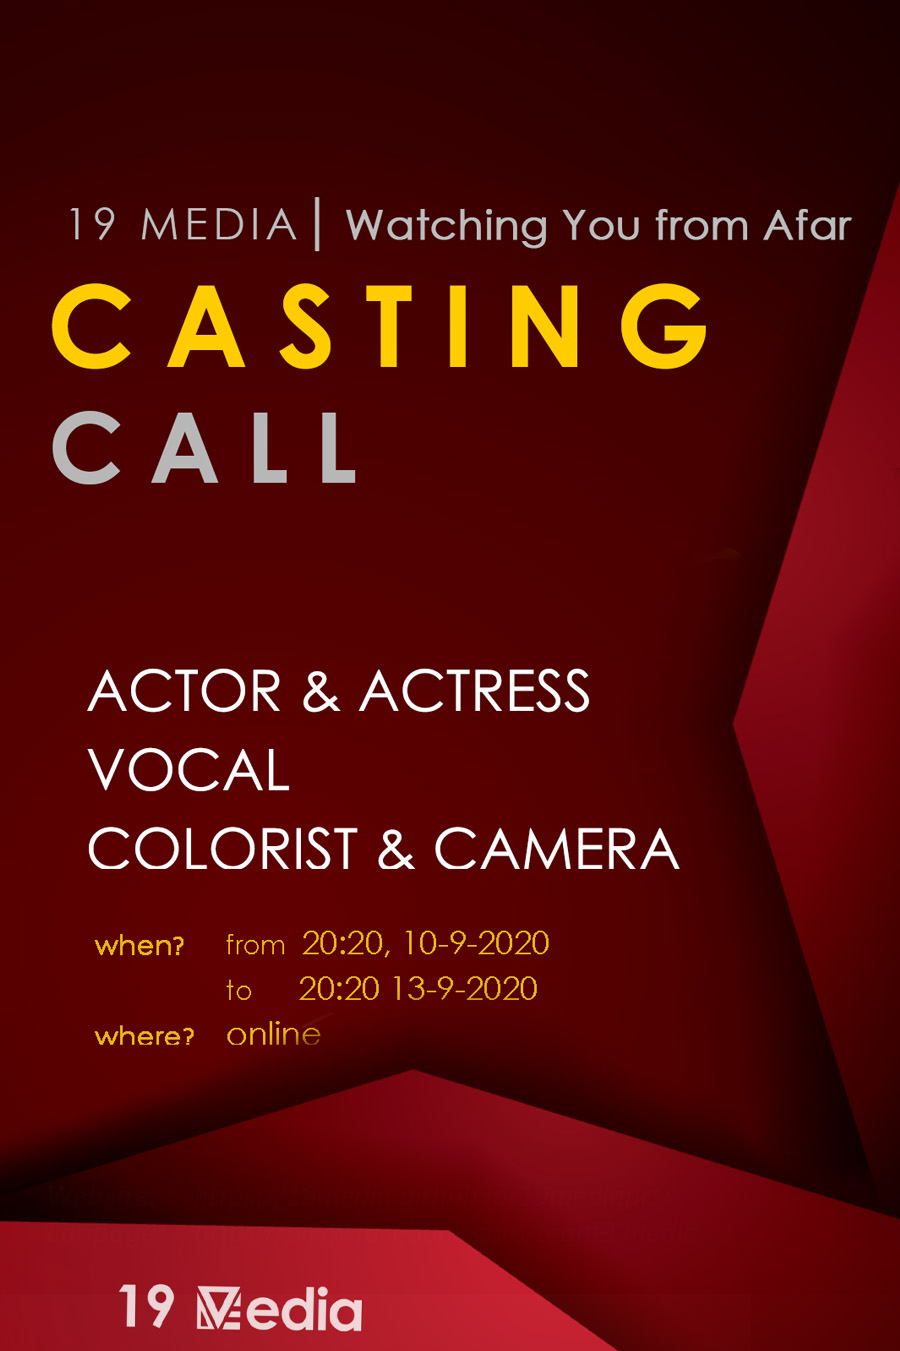 19 MEDIA | Watching You from Afar
CASTING
CALL
ACTOR & ACTRESS
VOCAL
COLORIST & CAMERA
when? from 20:20, 10-9-2020
to 20:20 13-9-2020
where? online
19 Media